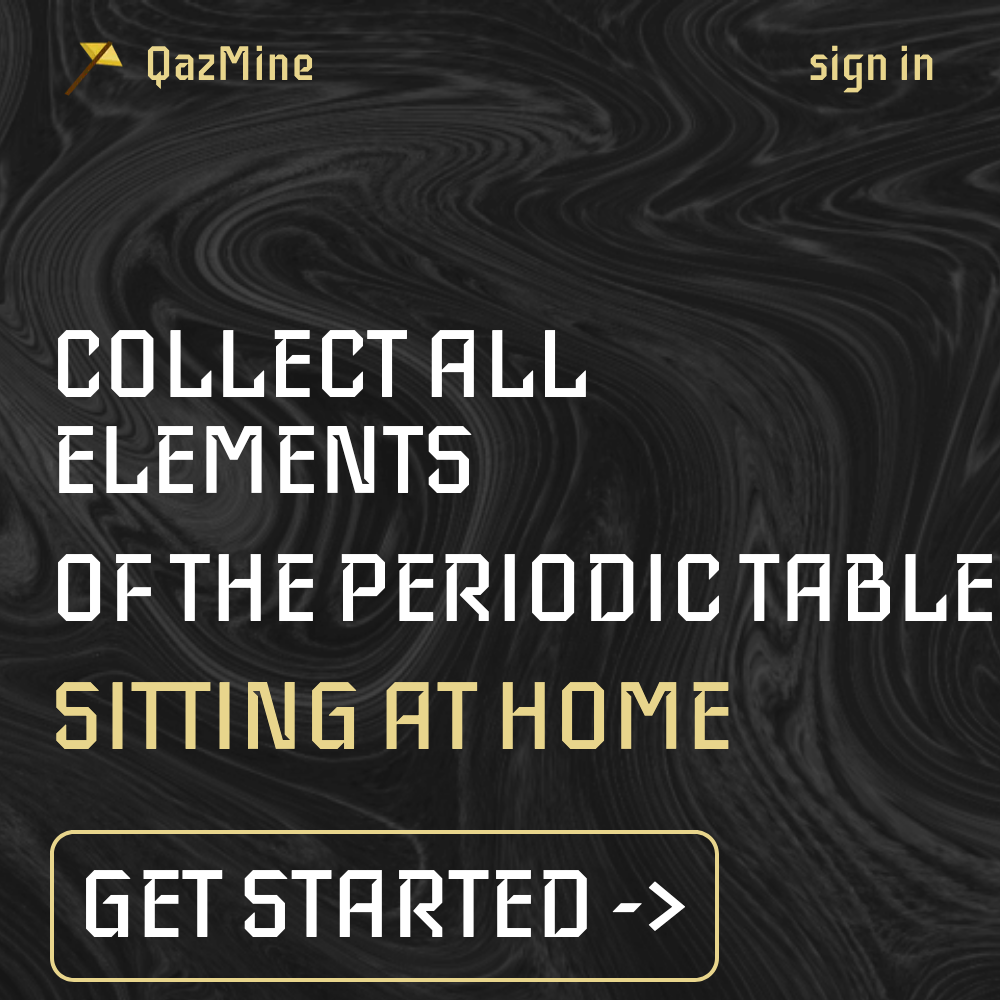 QazMine
sign in
COLLECT ALL
ELEMENTS
OF THE PERIODIC TABLE
SITTING AT HOME
GET STARTED ->